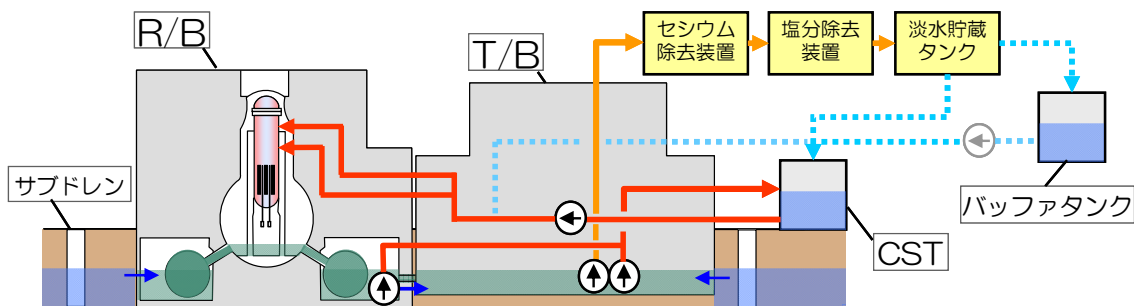 R/B
T/B
セシウム
除去装置
塩分除去
装置
淡水貯蔵
タンク
サブドレン
バッファタンク
CST